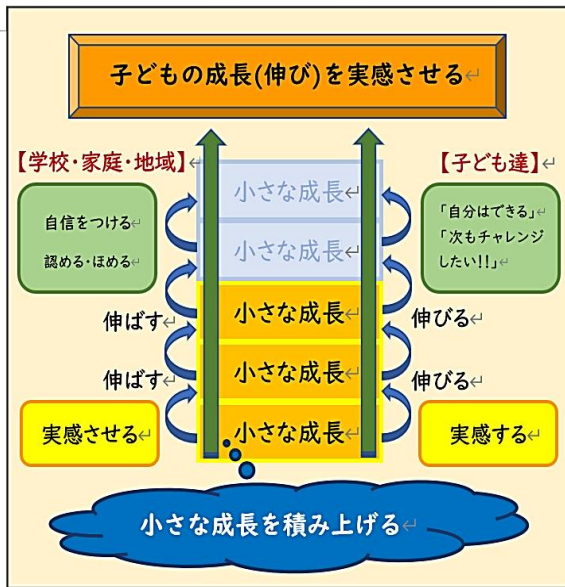 子どもの成長(伸び)を実感させる↵
【学校・家庭・地域】↵
【子ども達】↵
小さな成長↵
自信をつける↵
認める・ほめる↵
「自分はできる」↵
「次もチャレンジ
したい!!」↵
小さな成長↵
伸ばす↵
小さな成長↵
伸びる↵
伸ばす↵
小さな成長↵
伸びる↵
実感させる↵
小さな成長↵
実感する↵
小さな成長を積み上げる↵